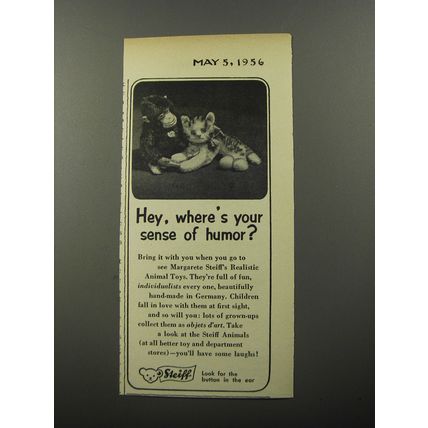 MAY 5, 1956
Hey, where's your
sense of humor?
Bring it with you when you go to
see Margarete Steiff's Realistic
Animal Toys. They're full of fun,
individualists every one, beautifully
hand-made in Germany. Children
fall in love with them at first sight,
and so will you: lots of grown-ups
collect them as objets d'art. Take
a look at the Steiff Animals
(at all better toy and department
stores)—you'll have some laughs!
Steiff
Look for the
button in the ear